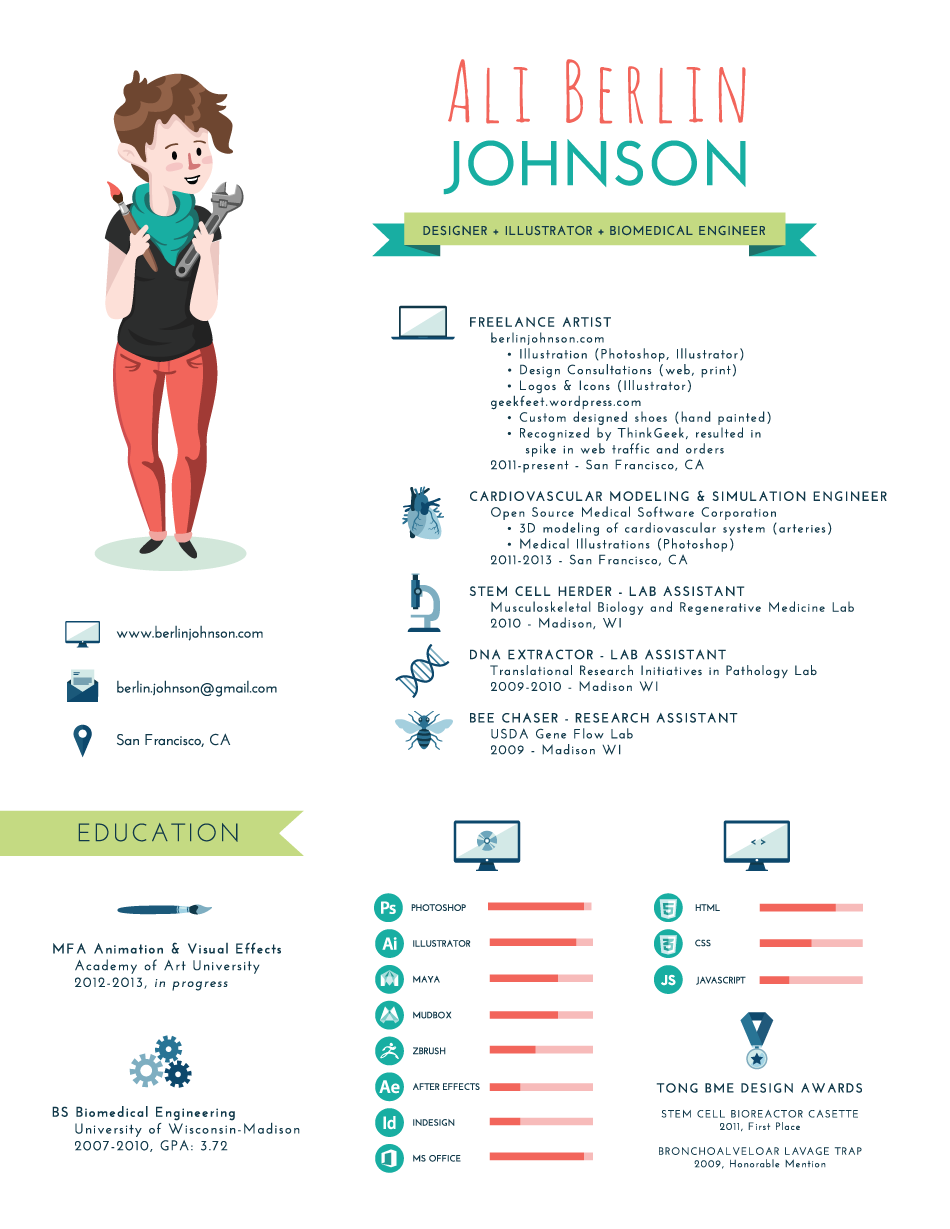 ALI BERLIN
JOHNSON
DESIGNER + ILLUSTRATOR + BIOMEDICAL ENGINEER
FREELANCE ARTIST
berlinjohnson.com
• Illustration (Photoshop, Illustrator)
• Design Consultations (web, print)
• Logos & Icons (Illustrator)
geekfeet.wordpress.com
• Custom designed shoes (hand painted)
• Recognized by ThinkGeek, resulted in
spike in web traffic and orders
2011-present - San Francisco, CA
CARDIOVASCULAR MODELING & SIMULATION ENGINEER
Open Source Medical Software Corporation
• 3D modeling of cardiovascular system (arteries)
• Medical Illustrations (Photoshop)
2011-2013 - San Francisco, CA
STEM CELL HERDER - LAB ASSISTANT
Musculoskeletal Biology and Regenerative Medicine Lab
2010 - Madison, WI
DNA EXTRACTOR - LAB ASSISTANT
Translational Research Initiatives in Pathology Lab
2009-2010 - Madison WI
BEE CHASER - RESEARCH ASSISTANT
USDA Gene Flow Lab
2009 - Madison WI
www.berlinjohnson.com
berlin.johnson@gmail.com
San Francisco, CA
EDUCATION
MFA Animation & Visual Effects
Academy of Art University
2012-2013, in progress
BS Biomedical Engineering
University of Wisconsin-Madison
2007-2010, GPA: 3.72
Ps PHOTOSHOP
Ai ILLUSTRATOR
MAYA
MUDBOX
ZBRUSH
Ae AFTER EFFECTS
Id INDESIGN
MS OFFICE
< >
5 HTML
3 CSS
JS JAVASCRIPT
TONG BME DESIGN AWARDS
STEM CELL BIOREACTOR CASETTE
2011, First Place
BRONCHOALVELOAR LAVAGE TRAP
2009, Honorable Mention